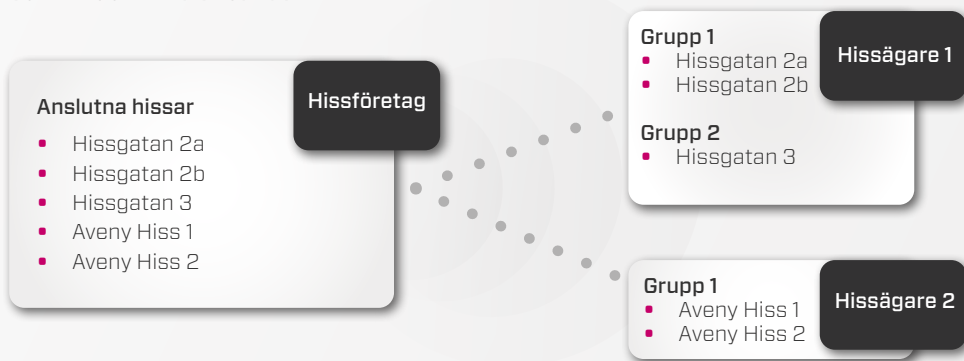 Hissföretag
Anslutna hissar
Hissgatan 2a
Hissgatan 2b
Hissgatan 3
Aveny Hiss 1
Aveny Hiss 2
Hissägare 1
Grupp 1
Hissgatan 2a
Hissgatan 2b
Grupp 2
Hissgatan 3
Hissägare 2
Grupp 1
Aveny Hiss 1
Aveny Hiss 2